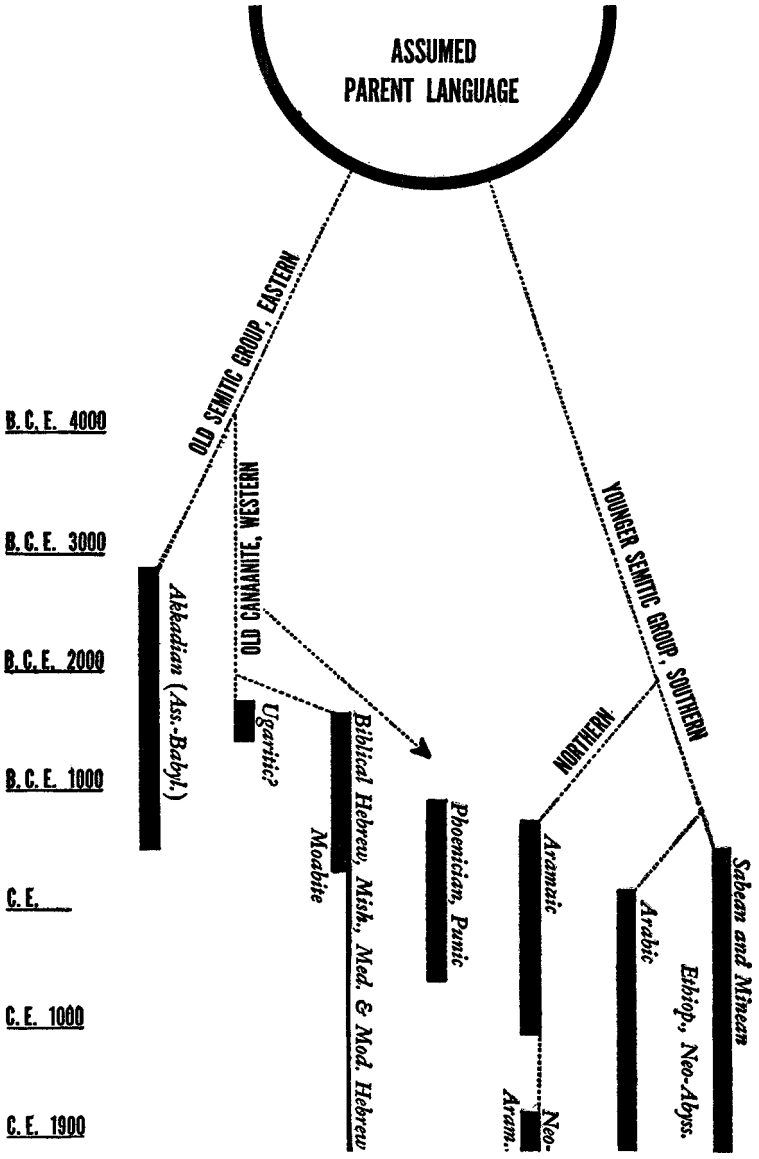 ASSUMED
PARENT LANGUAGE
OLD SEMITIC GROUP, EASTERN
B.C.E. 4000
OLD CANAANITE, WESTERN
YOUNGER SEMITIC GROUP, SOUTHERN
B.C.E. 3000
Akkadian (Ass.-Babyl.)
B.C.E. 2000
NORTHERN
Ugaritic?
Biblical Hebrew, Mish., Med. & Mod. Hebrew
Moabite
B.C.E. 1000
Phoenician, Punic
Aramaic
Sabean and Minean
Arabic
Ethiop., Neo-Abyss.
C.E.
C.E. 1000
Neo-
Aram..
C.E. 1900